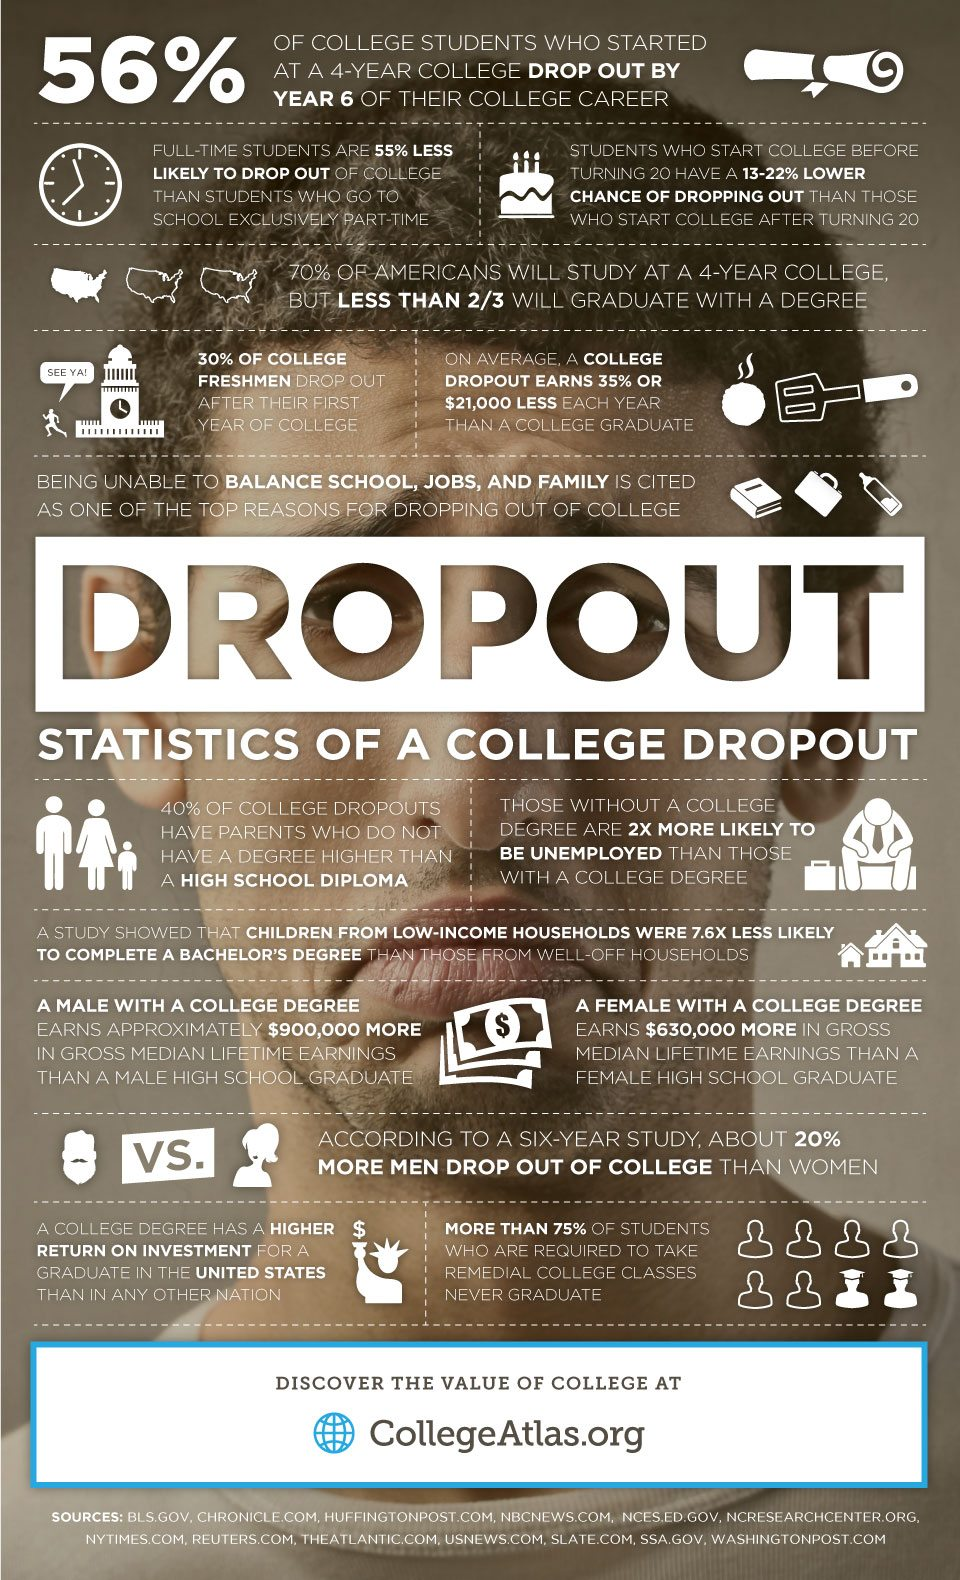 56%
OF COLLEGE STUDENTS WHO STARTED
AT A 4-YEAR COLLEGE DROP OUT BY
YEAR 6 OF THEIR COLLEGE CAREER
FULL-TIME STUDENTS ARE 55% LESS
LIKELY TO DROP OUT OF COLLEGE
THAN STUDENTS WHO GO TO
SCHOOL EXCLUSIVELY PART-TIME
STUDENTS WHO START COLLEGE BEFORE
TURNING 20 HAVE A 13-22% LOWER
CHANCE OF DROPPING OUT THAN THOSE
WHO START COLLEGE AFTER TURNING 20
70% OF AMERICANS WILL STUDY AT A 4-YEAR COLLEGE,
BUT LESS THAN 2/3 WILL GRADUATE WITH A DEGREE
SEE YA!
30% OF COLLEGE
FRESHMEN DROP OUT
AFTER THEIR FIRST
YEAR OF COLLEGE
ON AVERAGE, A COLLEGE
DROPOUT EARNS 35% OR
$21,000 LESS EACH YEAR
THAN A COLLEGE GRADUATE
BEING UNABLE TO BALANCE SCHOOL, JOBS, AND FAMILY IS CITED
AS ONE OF THE TOP REASONS FOR DROPPING OUT OF COLLEGE
DROPOUT
STATISTICS OF A COLLEGE DROPOUT
40% OF COLLEGE DROPOUTS
HAVE PARENTS WHO DO NOT
HAVE A DEGREE HIGHER THAN
A HIGH SCHOOL DIPLOMA
THOSE WITHOUT A COLLEGE
DEGREE ARE 2X MORE LIKELY TO
BE UNEMPLOYED THAN THOSE
WITH A COLLEGE DEGREE
A STUDY SHOWED THAT CHILDREN FROM LOW-INCOME HOUSEHOLDS WERE 7.6X LESS LIKELY
TO COMPLETE A BACHELOR'S DEGREE THAN THOSE FROM WELL-OFF HOUSEHOLDS
A MALE WITH A COLLEGE DEGREE
EARNS APPROXIMATELY $900,000 MORE
IN GROSS MEDIAN LIFETIME EARNINGS
THAN A MALE HIGH SCHOOL GRADUATE
$
A FEMALE WITH A COLLEGE DEGREE
EARNS $630,000 MORE IN GROSS
MEDIAN LIFETIME EARNINGS THAN A
FEMALE HIGH SCHOOL GRADUATE
VS.
ACCORDING TO A SIX-YEAR STUDY, ABOUT 20%
MORE MEN DROP OUT OF COLLEGE THAN WOMEN
A COLLEGE DEGREE HAS A HIGHER
RETURN ON INVESTMENT FOR A
GRADUATE IN THE UNITED STATES
THAN IN ANY OTHER NATION
$
MORE THAN 75% OF STUDENTS
WHO ARE REQUIRED TO TAKE
REMEDIAL COLLEGE CLASSES
NEVER GRADUATE
DISCOVER THE VALUE OF COLLEGE AT
CollegeAtlas.org
SOURCES: BLS.GOV, CHRONICLE.COM, HUFFINGTONPOST.COM, NBCNEWS.COM, NCES.ED.GOV, NCRESEARCHCENTER.ORG,
NYTIMES.COM, REUTERS.COM, THEATLANTIC.COM, USNEWS.COM, SLATE.COM, SSA.GOV, WASHINGTONPOST.COM